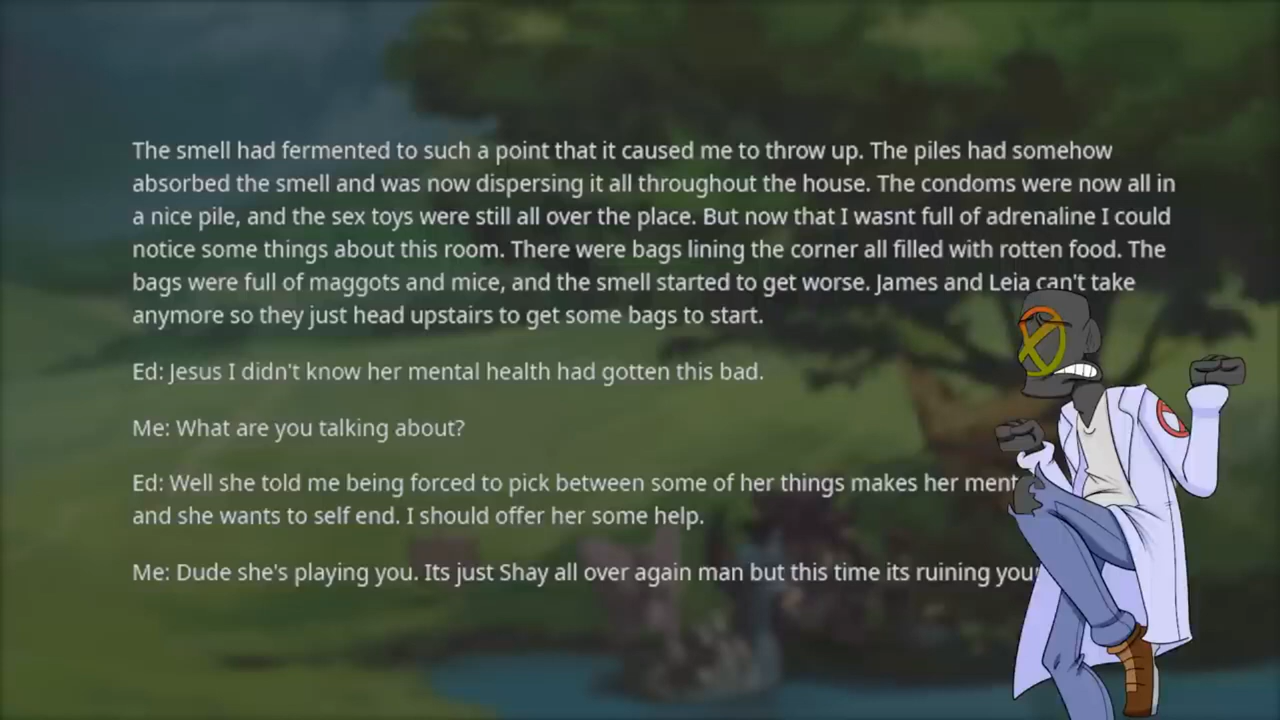 The smell had fermented to such a point that it caused me to throw up. The piles had somehow
absorbed the smell and was now dispersing it all throughout the house. The condoms were now all in
a nice pile, and the sex toys were still all over the place. But now that I wasnt full of adrenaline I could
notice some things about this room. There were bags lining the corner all filled with rotten food. The
bags were full of maggots and mice, and the smell started to get worse. James and Leia can't take
anymore so they just head upstairs to get some bags to start.
Ed: Jesus I didn't know her mental health had gotten this bad.
Me: What are you talking about?
Ed: Well she told me being forced to pick between some of her things makes her
and she wants to self end. I should offer her some help.
Me: Dude she's playing you. Its just Shay all over again man but this time its ruining